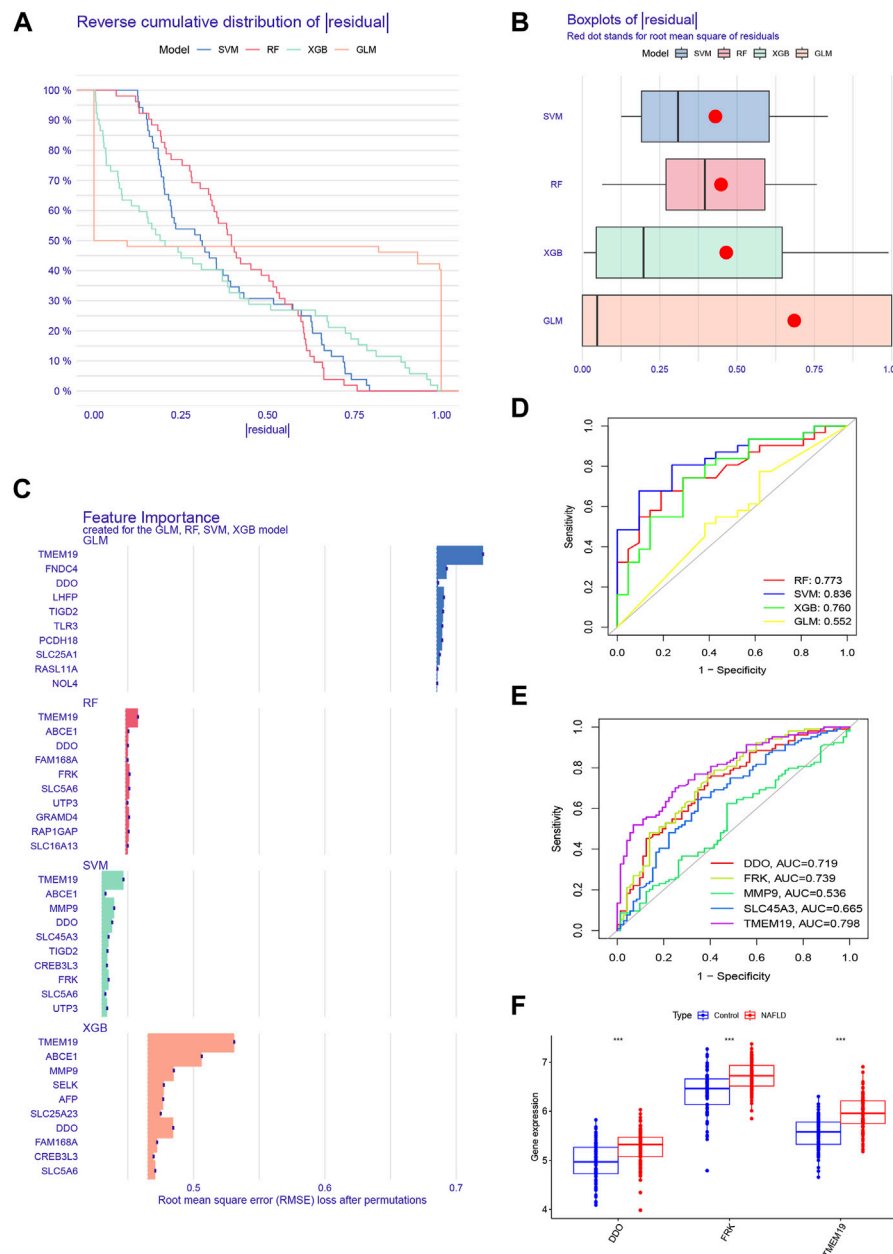 A
Reverse cumulative distribution of |residual|
Model SVM RF XGB GLM
100 %
90 %
80 %
70 %
60 %
50 %
40 %
30 %
20 %
10 %
0 %
0.00 0.25 0.50 0.75 1.00
|residual|
B
Boxplots of |residual|
Red dot stands for root mean square of residuals
Model SVM RF XGB GLM
SVM
RF
XGB
GLM
0.00 0.25 0.50 0.75 1.00
C
Feature Importance
created for the GLM, RF, SVM, XGB model
GLM
TMEM19
FNDC4
DDO
LHFP
TIGD2
TLR3
PCDH18
SLC25A1
RASL11A
NOL4
RF
TMEM19
ABCE1
DDO
FAM168A
FRK
SLC5A6
UTP3
GRAMD4
RAP1GAP
SLC16A13
SVM
TMEM19
ABCE1
MMP9
DDO
SLC45A3
TIGD2
CREB3L3
FRK
SLC5A6
UTP3
XGB
TMEM19
ABCE1
MMP9
SELK
AFP
SLC25A23
DDO
FAM168A
CREB3L3
SLC5A6
0.5 0.6 0.7
Root mean square error (RMSE) loss after permutations
D
Sensitivity
1.0
0.8
0.6
0.4
0.2
0.0
RF: 0.773
SVM: 0.836
XGB: 0.760
GLM: 0.552
0.0 0.2 0.4 0.6 0.8 1.0
1 − Specificity
E
Sensitivity
1.0
0.8
0.6
0.4
0.2
0.0
DDO, AUC=0.719
FRK, AUC=0.739
MMP9, AUC=0.536
SLC45A3, AUC=0.665
TMEM19, AUC=0.798
0.0 0.2 0.4 0.6 0.8 1.0
1 − Specificity
F
Type Control NAFLD
*** *** ***
Gene expression
7
6
5
4
DDO
FRK
TMEM19